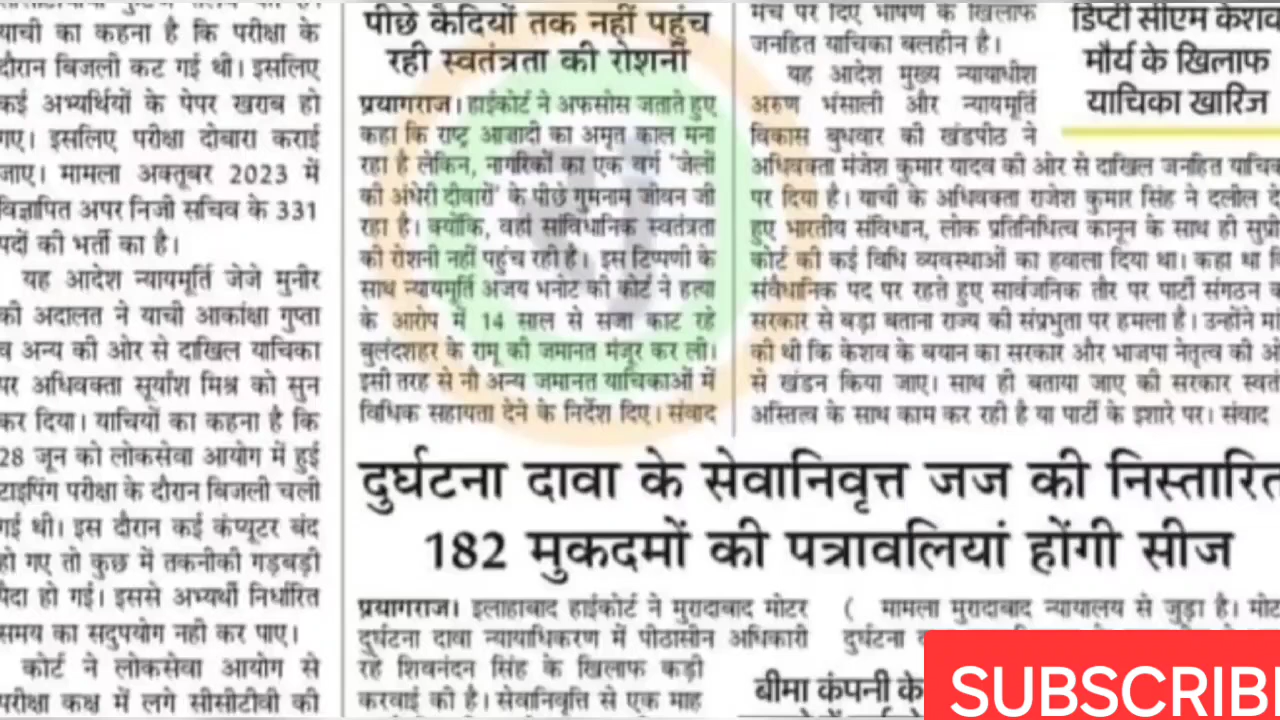 याची का कहना है कि परीक्षा के
दौरान बिजली कट गई थी। इसलिए
कई अभ्यर्थियों के पेपर खराब हो
गए। इसलिए परीक्षा दोबारा कराई
जाए। मामला अक्तूबर 2023 में
विज्ञापित अपर निजी सचिव के 331
पदों की भर्ती का है।
यह आदेश न्यायमूर्ति जेजे मुनीर
की अदालत ने याची आकांक्षा गुप्ता
व अन्य की ओर से दाखिल याचिका
पर अधिवक्ता सूर्यांश मिश्र को सुन
कर दिया। याचियों का कहना है कि
28 जून को लोकसेवा आयोग में हुई
टाइपिंग परीक्षा के दौरान बिजली चली
गई थी। इस दौरान कई कंप्यूटर बंद
हो गए तो कुछ में तकनीकी गड़बड़ी
पैदा हो गई। इससे अभ्यर्थी निर्धारित
समय का सदुपयोग नही कर पाए।
कोर्ट ने लोकसेवा आयोग से
परीक्षा कक्ष में लगे सीसीटीवी की
पीछे कैदियों तक नहीं पहुंच
रही स्वतंत्रता की रोशनी
प्रयागराज। हाईकोर्ट ने अफसोस जताते हुए
कहा कि राष्ट्र आजादी का अमृत काल मना
रहा है लेकिन, नागरिकों का एक वर्ग 'जेलों
की अंधेरी दीवारों' के पीछे गुमनाम जीवन जी
रहा है। क्योंकि, वहां सांविधानिक स्वतंत्रता
की रोशनी नहीं पहुंच रही है। इस टिप्पणी के
साथ न्यायमूर्ति अजय भनोट की कोर्ट ने हत्या
के आरोप में 14 साल से सजा काट रहे
बुलंदशहर के रामू की जमानत मंजूर कर ली।
इसी तरह से नौ अन्य जमानत याचिकाओं में
विधिक सहायता देने के निर्देश दिए। संवाद
मंच पर दिए भाषण के खिलाफ
जनहित याचिका बलहीन है।
यह आदेश मुख्य न्यायाधीश
अरुण भंसाली और न्यायमूर्ति
विकास बुधवार की खंडपीठ ने
डिप्टी सीएम केशव
मौर्य के खिलाफ
याचिका खारिज
अधिवक्ता मंजेश कुमार यादव की ओर से दाखिल जनहित याचिक
पर दिया है। याची के अधिवक्ता राजेश कुमार सिंह ने दलील दे
हुए भारतीय संविधान, लोक प्रतिनिधित्व कानून के साथ ही सुप्री
कोर्ट की कई विधि व्यवस्थाओं का हवाला दिया था। कहा था
संवैधानिक पद पर रहते हुए सार्वजनिक तौर पर पार्टी संगठन
सरकार से बड़ा बताना राज्य की संप्रभुता पर हमला है। उन्होंने मां
की थी कि केशव के बयान का सरकार और भाजपा नेतृत्व की ओ
से खंडन किया जाए। साथ ही बताया जाए की सरकार स्वतं
अस्तित्व के साथ काम कर रही है या पार्टी के इशारे पर। संवाद
दुर्घटना दावा के सेवानिवृत्त जज की निस्तारित
182 मुकदमों की पत्रावलियां होंगी सीज
प्रयागराज। इलाहाबाद हाईकोर्ट ने मुरादाबाद मोटर
दुर्घटना दावा न्यायाधिकरण में पीठासीन अधिकारी
रहे शिवनंदन सिंह के खिलाफ कड़ी
करवाई की है। सेवानिवृत्ति से एक माह
( मामला मुरादाबाद न्यायालय से जुड़ा है। मोट
दुर्घटना
बीमा कंपनी के
SUBSCRIBE